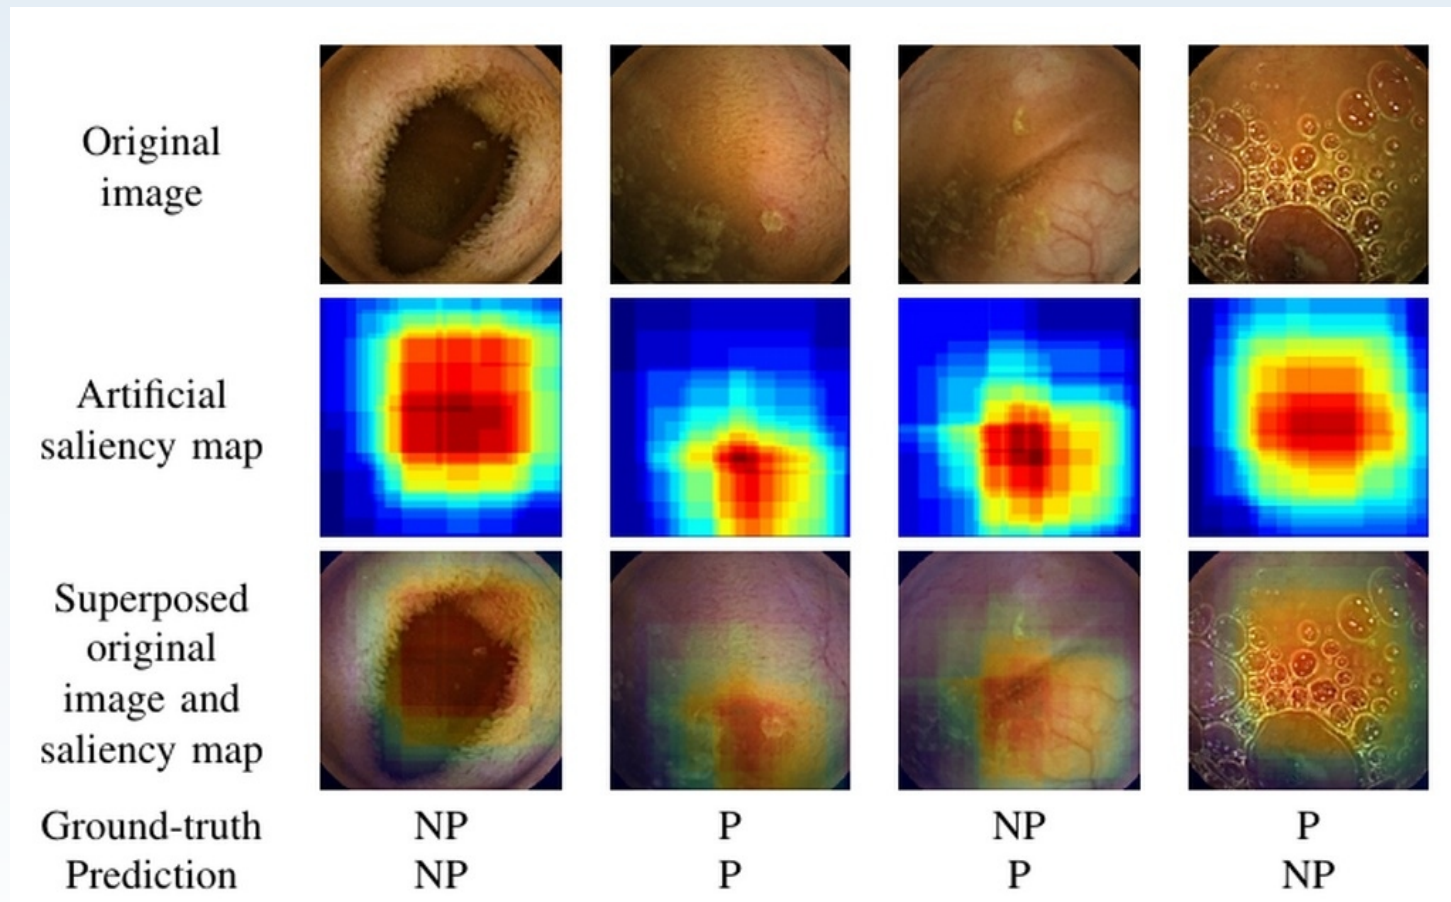 Original
image
Artificial
saliency map
Superposed
original
image and
saliency map
Ground-truth NP P NP P
Prediction NP P P NP